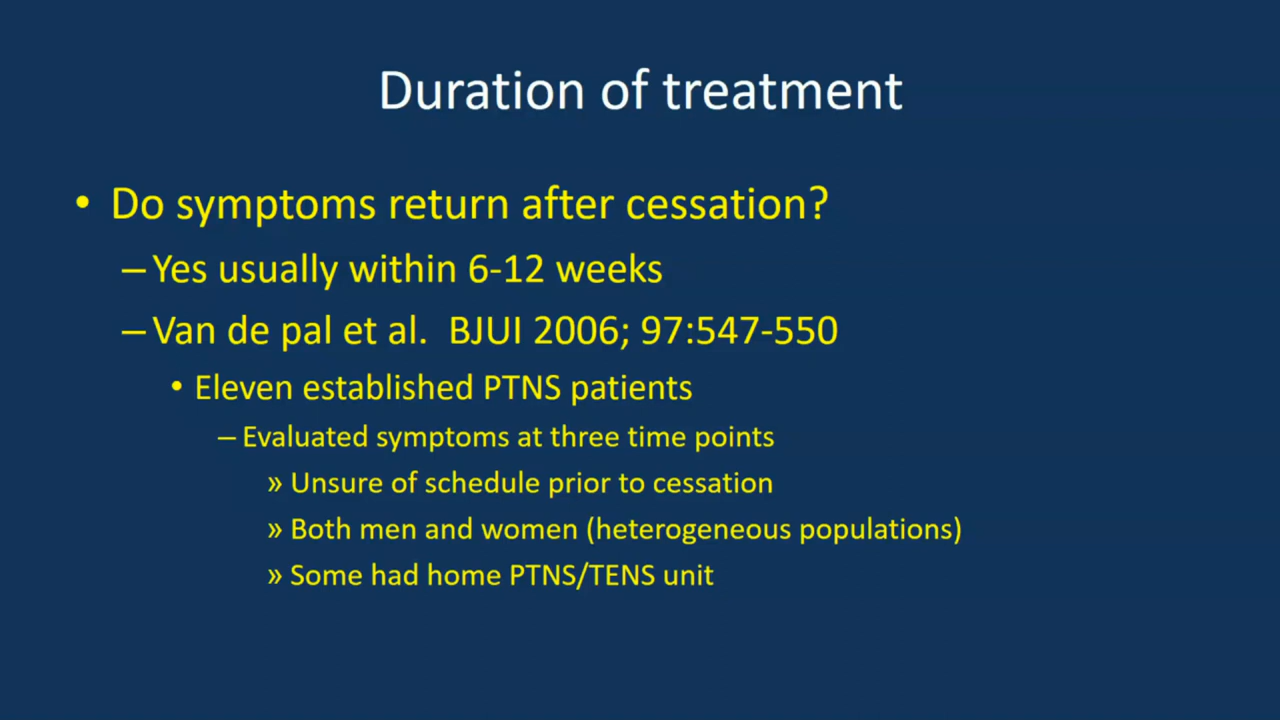 Duration of treatment
• Do symptoms return after cessation?
– Yes usually within 6-12 weeks
– Van de pal et al.  BJUI 2006; 97:547-550
• Eleven established PTNS patients
– Evaluated symptoms at three time points
» Unsure of schedule prior to cessation
» Both men and women (heterogeneous populations)
» Some had home PTNS/TENS unit